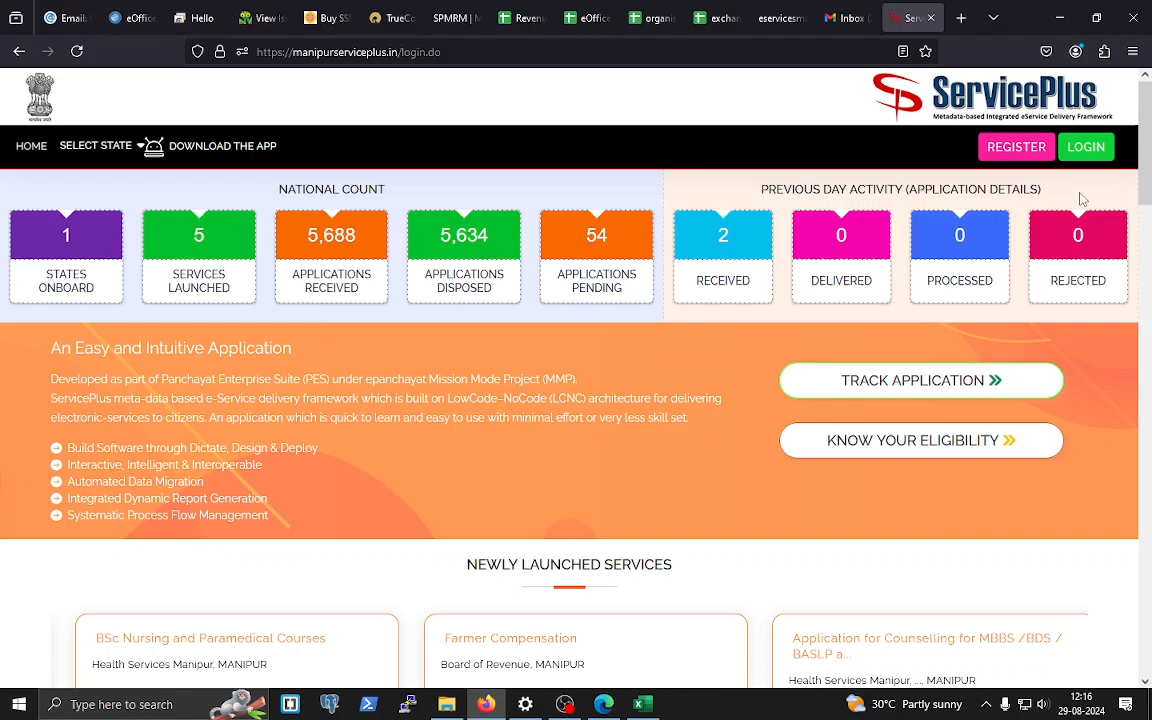 Email:
eOffice
Hello
View Is
Buy SSI
TrueCo
SPMRM | M
Revenu
eOffice
organis
exchan
eservicesma
Inbox (
Serv
https://manipurserviceplus.in/login.do
ServicePlus
Metadata-based Integrated eService Delivery Framework
HOME
SELECT STATE
DOWNLOAD THE APP
REGISTER
LOGIN
NATIONAL COUNT
PREVIOUS DAY ACTIVITY (APPLICATION DETAILS)
1
5
5,688
5,634
54
2
0
0
0
STATES
ONBOARD
SERVICES
LAUNCHED
APPLICATIONS
RECEIVED
APPLICATIONS
DISPOSED
APPLICATIONS
PENDING
RECEIVED
DELIVERED
PROCESSED
REJECTED
An Easy and Intuitive Application
Developed as part of Panchayat Enterprise Suite (PES) under epanchayat Mission Mode Project (MMP).
ServicePlus meta-data based e-Service delivery framework which is built on LowCode-NoCode (LCNC) architecture for delivering
electronic-services to citizens. An application which is quick to learn and easy to use with minimal effort or very less skill set.
Build Software through Dictate, Design & Deploy
Interactive, Intelligent & Interoperable
Automated Data Migration
Integrated Dynamic Report Generation
Systematic Process Flow Management
TRACK APPLICATION
KNOW YOUR ELIGIBILITY
NEWLY LAUNCHED SERVICES
BSc Nursing and Paramedical Courses
Health Services Manipur, MANIPUR
Farmer Compensation
Board of Revenue, MANIPUR
Application for Counselling for MBBS /BDS /
BASLP a...
Health Services Manipur, ..., MANIPUR
Type here to search
30°C Partly sunny
12:16
29-08-2024